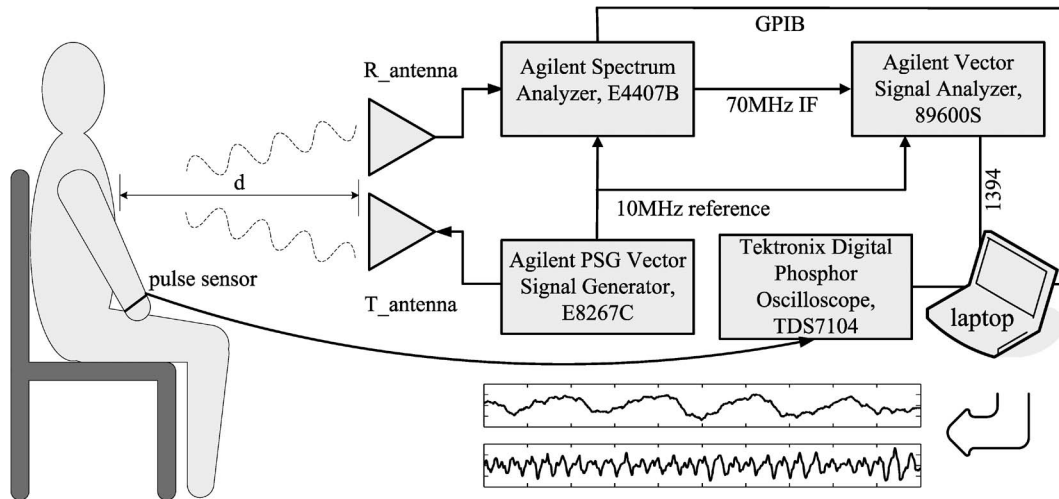 GPIB
R_antenna
Agilent Spectrum
Analyzer, E4407B
Agilent Vector
Signal Analyzer,
89600S
70MHz IF
d
10MHz reference
1394
pulse sensor
T_antenna
Agilent PSG Vector
Signal Generator,
E8267C
Tektronix Digital
Phosphor
Oscilloscope,
TDS7104
laptop